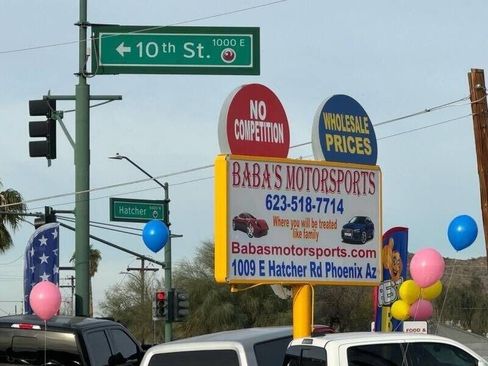 1000 E
← 10th St.
NO
COMPETITION
WHOLESALE
PRICES
BABA'S MOTORSPORTS
623-518-7714
Where you will be treated
like family
Babasmotorsports.com
1009 E Hatcher Rd Phoenix Az
Hatcher
FOOD &